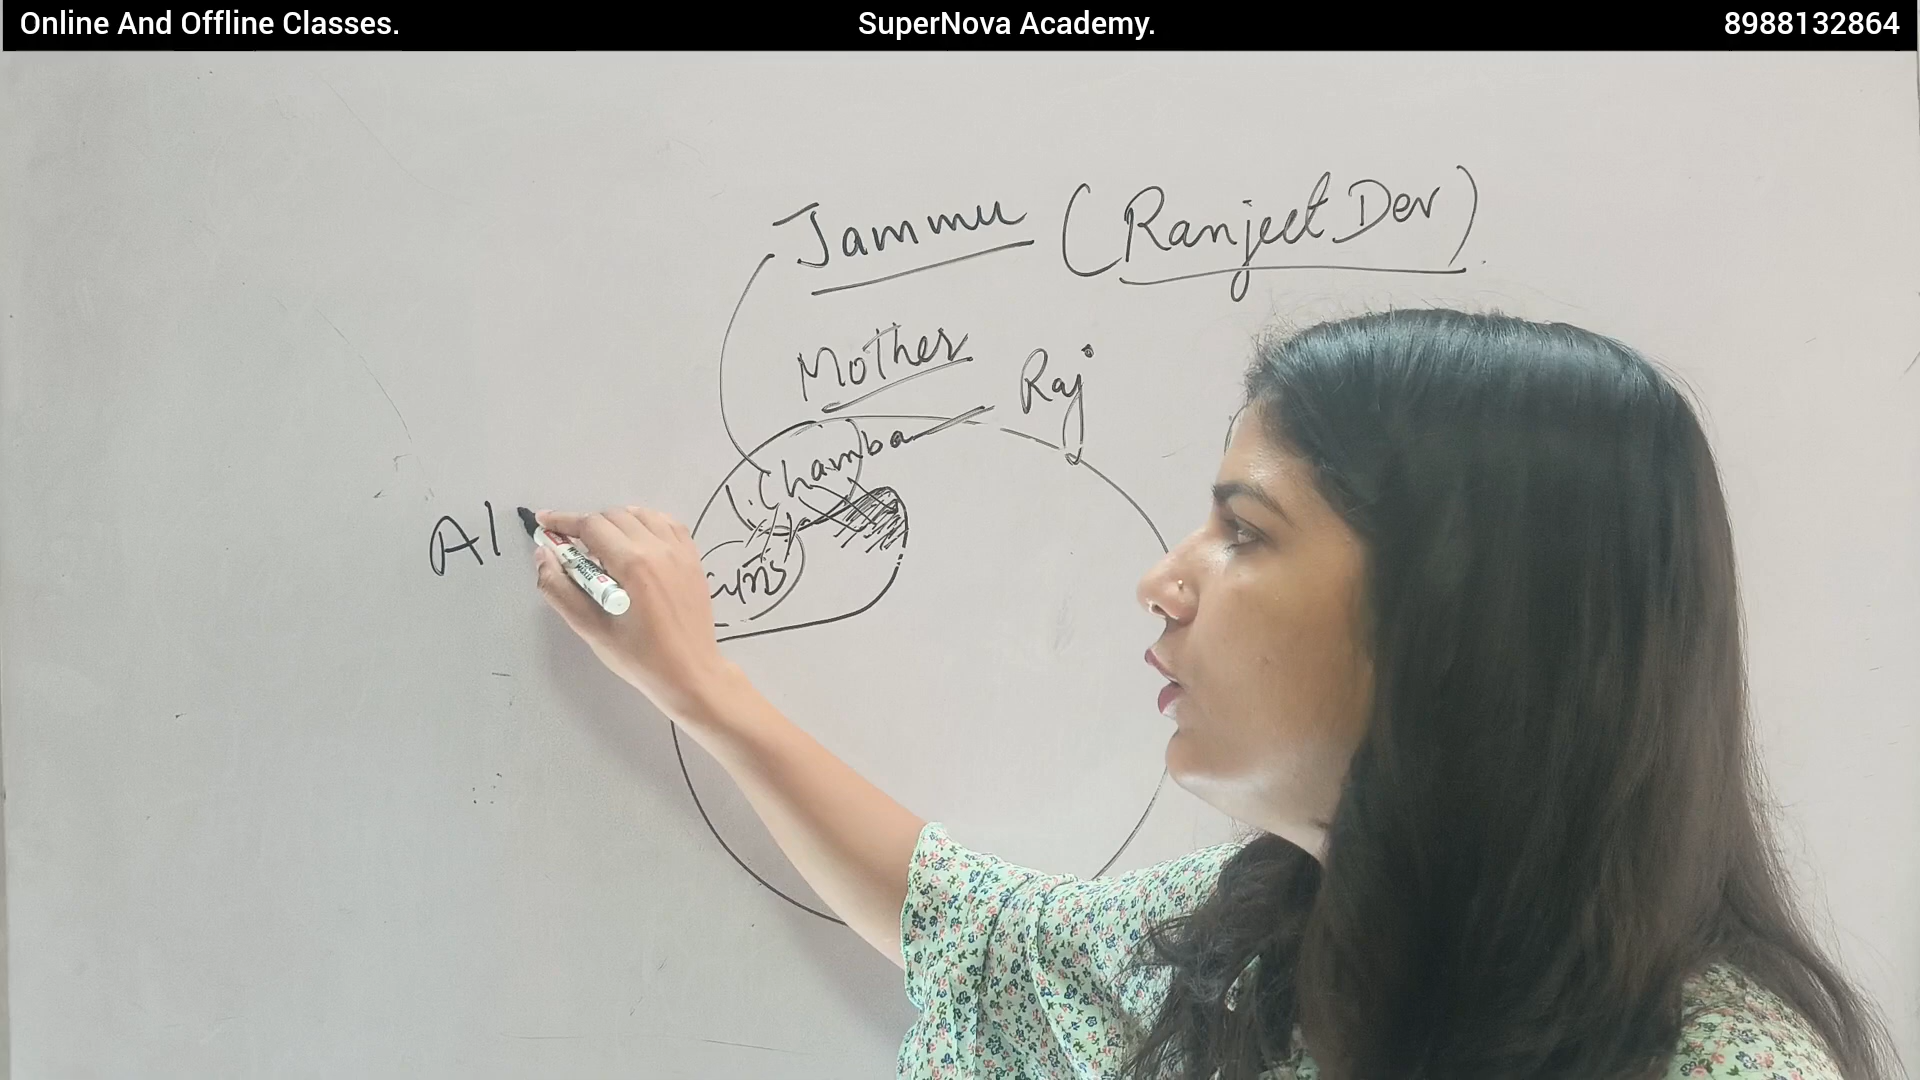 Online And Offline Classes. SuperNova Academy. 8988132864
Jammu (Ranjeet Dev)
Mother
Raj
Chamba
Al